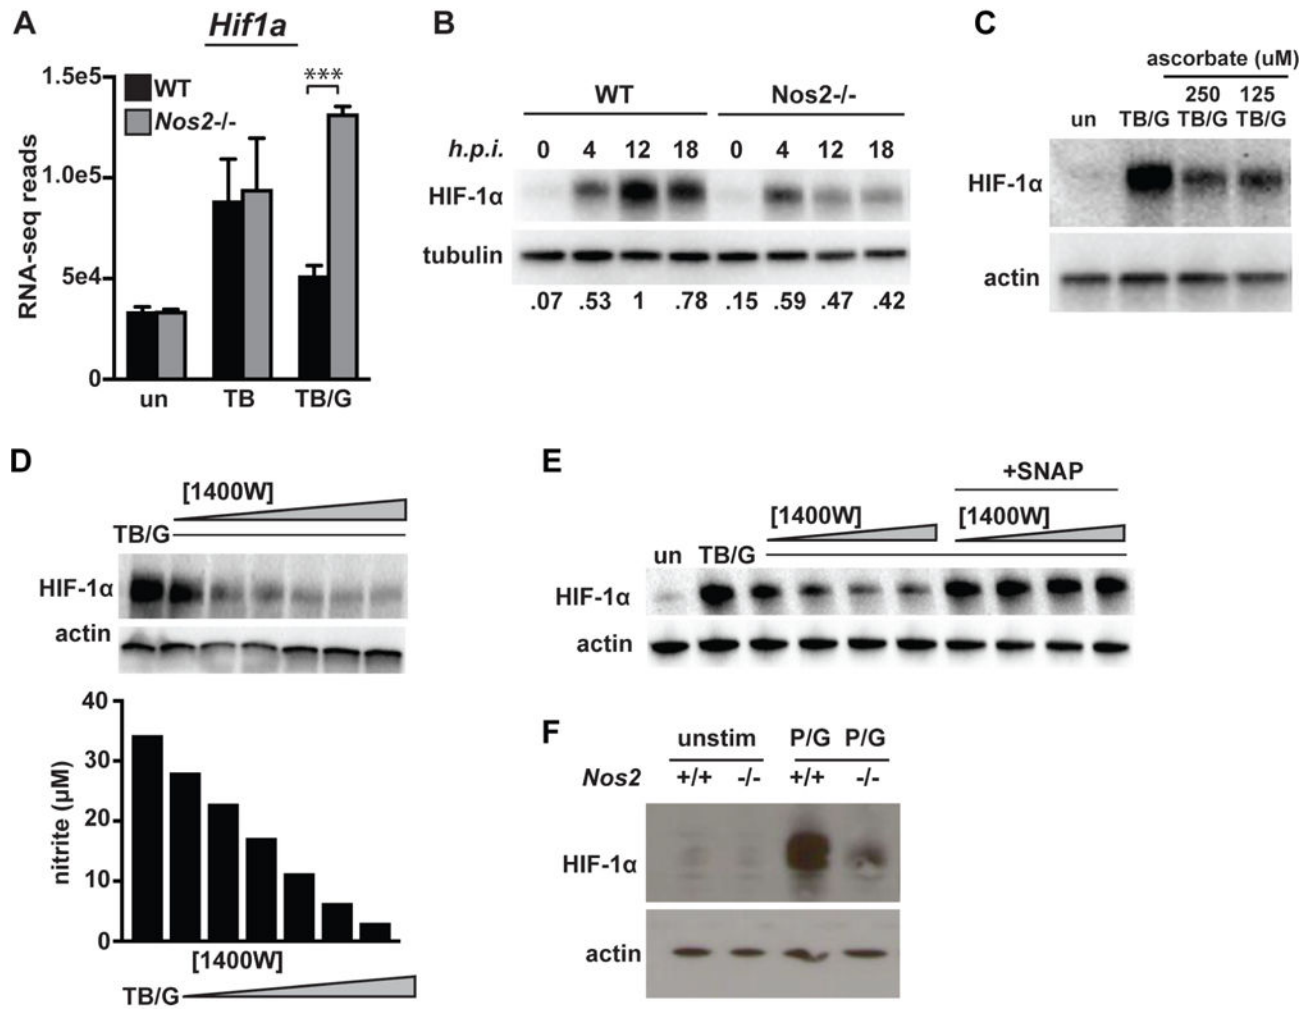 A
Hif1a
1.5e5
1.0e5
5e4
0
RNA-seq reads
WT
Nos2-/-
***
un TB TB/G
B
WT Nos2-/-
h.p.i. 0 4 12 18 0 4 12 18
HIF-1α
tubulin
.07 .53 1 .78 .15 .59 .47 .42
C
ascorbate (uM)
250 125
un TB/G TB/G TB/G
HIF-1α
actin
D
[1400W]
TB/G
HIF-1α
actin
40
30
20
10
0
nitrite (µM)
[1400W]
TB/G
E
+SNAP
[1400W] [1400W]
un TB/G
HIF-1α
actin
F
unstim P/G P/G
Nos2 +/+ -/- +/+ -/-
HIF-1α
actin